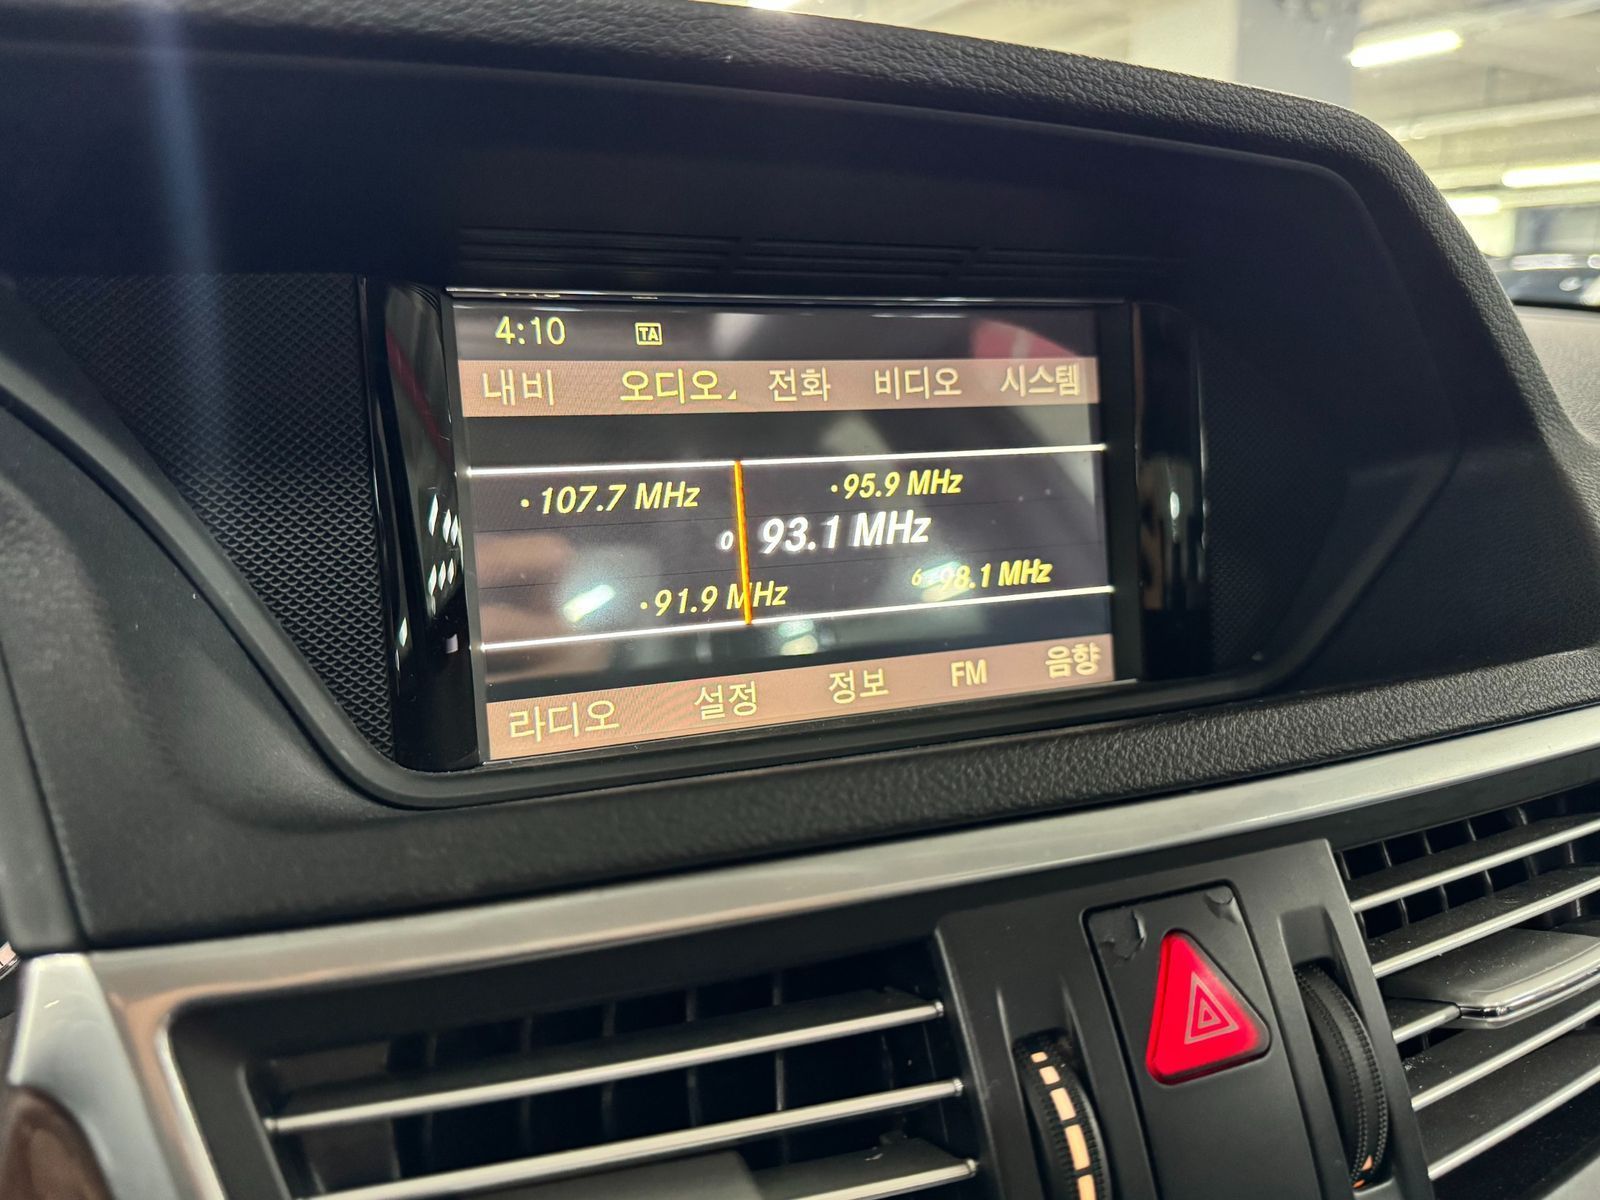 4:10 TA
내비 오디오 전화 비디오 시스템
·107.7 MHz ·95.9 MHz
0 93.1 MHz
·91.9 MHz 6 98.1 MHz
라디오 설정 정보 FM 음향